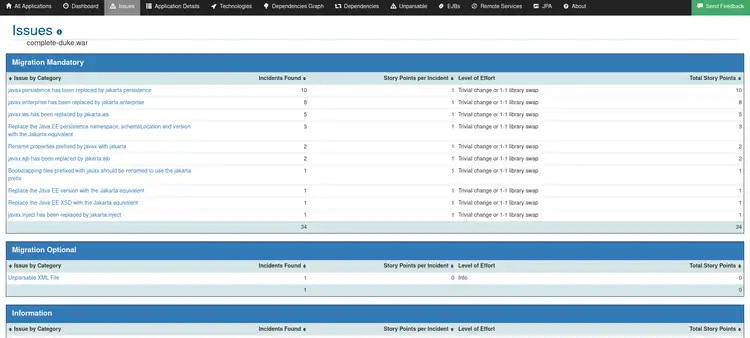 All Applications Dashboard Issues Application Details Technologies Dependencies Graph Dependencies Unparsable EJBs Remote Services JPA About Send Feedback
Issues
complete-duke.war
Migration Mandatory
Issue by Category Incidents Found Story Points per Incident Level of Effort Total Story Points
javax.persistence has been replaced by jakarta.persistence 10 1 Trivial change or 1-1 library swap 10
javax.enterprise has been replaced by jakarta.enterprise 8 1 Trivial change or 1-1 library swap 8
javax.ws has been replaced by jakarta.ws 5 1 Trivial change or 1-1 library swap 5
Replace the Java EE persistence namespace, schemaLocation and version 3 1 Trivial change or 1-1 library swap 3
with the Jakarta equivalent
Rename properties prefixed by javax with jakarta 2 1 Trivial change or 1-1 library swap 2
javax.ejb has been replaced by jakarta.ejb 2 1 Trivial change or 1-1 library swap 2
Bootstrapping files prefixed with javax should be renamed to use the jakarta 1 1 Trivial change or 1-1 library swap 1
prefix
Replace the Java EE version with the Jakarta equivalent 1 1 Trivial change or 1-1 library swap 1
Replace the Java EE XSD with the Jakarta equivalent 1 1 Trivial change or 1-1 library swap 1
javax.inject has been replaced by jakarta.inject 1 1 Trivial change or 1-1 library swap 1
34 34
Migration Optional
Issue by Category Incidents Found Story Points per Incident Level of Effort Total Story Points
Unparsable XML File 1 0 Info 0
1 0
Information
Issue by Category Incidents Found Story Points per Incident Level of Effort Total Story Points